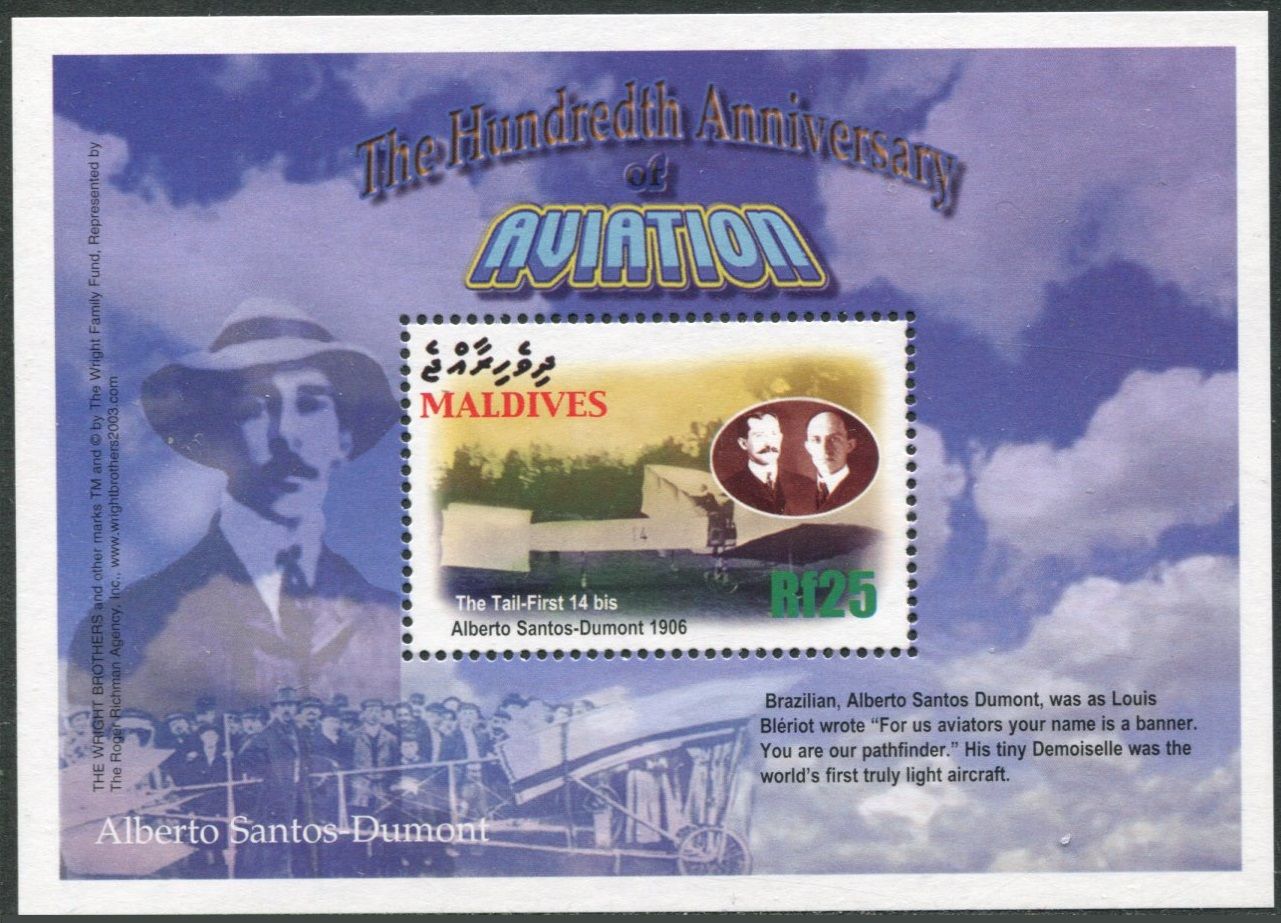 The Hundredth Anniversary
of
AVIATION
ދިވެހިރާއްޖެ
MALDIVES
14
Rf25
The Tail-First 14 bis
Alberto Santos-Dumont 1906
Brazilian, Alberto Santos Dumont, was as Louis
Blériot wrote “For us aviators your name is a banner.
You are our pathfinder.” His tiny Demoiselle was the
world's first truly light aircraft.
Alberto Santos-Dumont
THE WRIGHT BROTHERS and other marks TM and © by The Wright Family Fund, Represented by
The Roger Richman Agency, Inc., www.wrightbrothers2003.com